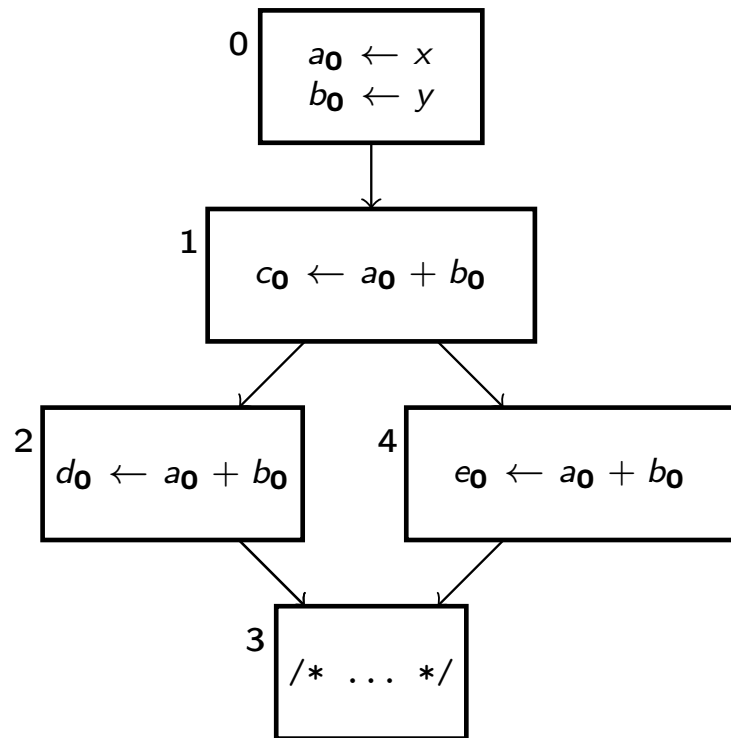 0
a₀ ← x
b₀ ← y
1
c₀ ← a₀ + b₀
2
d₀ ← a₀ + b₀
4
e₀ ← a₀ + b₀
3
/* ... */